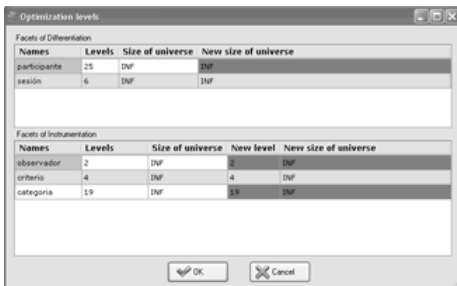 Optimization levels
Facets of Differentiation
Names Levels Size of universe New size of universe
participante 25 INF INF
sesión 6 INF INF
Facets of Instrumentation
Names Levels Size of universe New level New size of universe
observador 2 INF 2 INF
criterio 4 INF 4 INF
categoria 19 INF 19 INF
OK Cancel